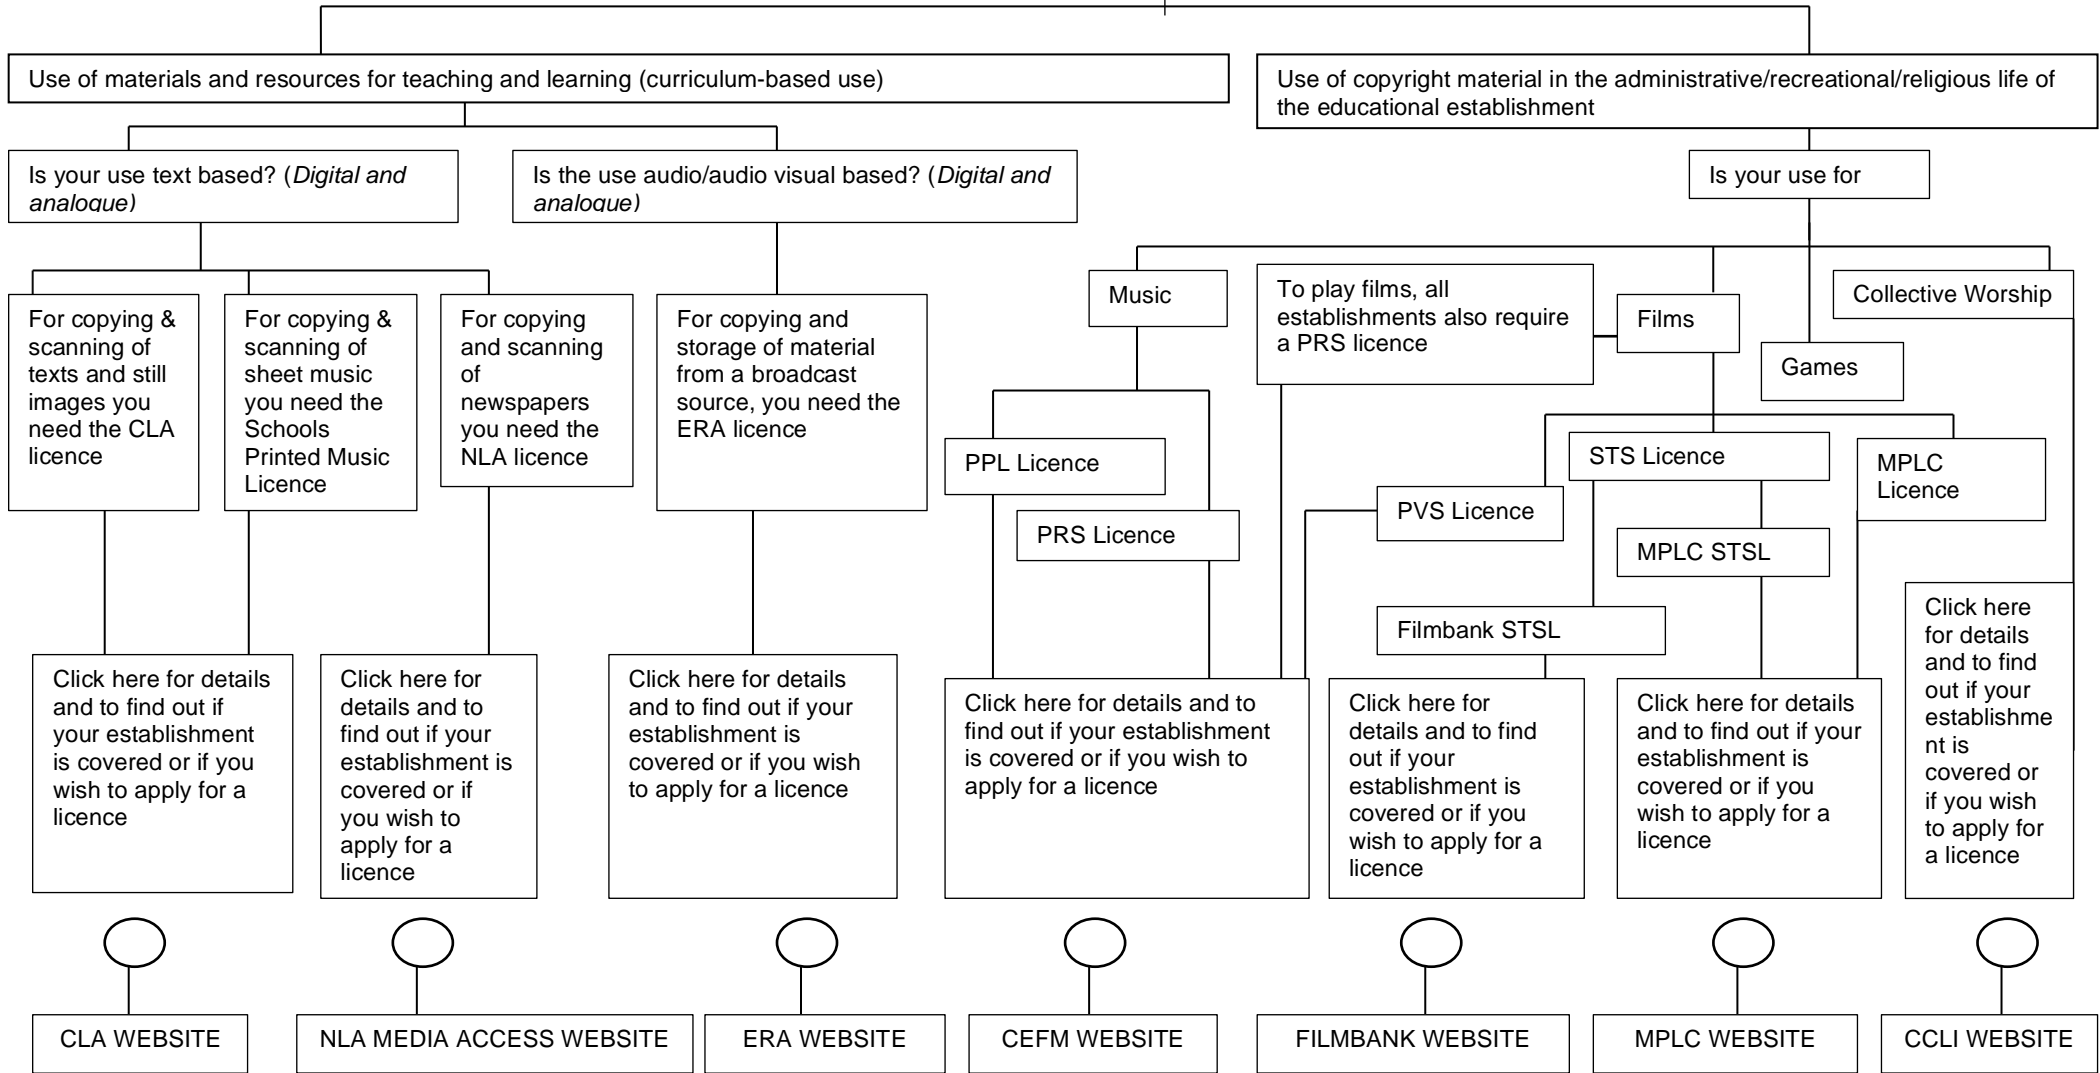 Use of materials and resources for teaching and learning (curriculum-based use)
Use of copyright material in the administrative/recreational/religious life of
the educational establishment
Is your use text based? (Digital and
analogue)
Is the use audio/audio visual based? (Digital and
analogue)
Is your use for
For copying &
scanning of
texts and still
images you
need the CLA
licence
For copying &
scanning of
sheet music
you need the
Schools
Printed Music
Licence
For copying
and scanning
of
newspapers
you need the
NLA licence
For copying and
storage of material
from a broadcast
source, you need the
ERA licence
Music
To play films, all
establishments also require
a PRS licence
Films
Games
Collective Worship
PPL Licence
PRS Licence
PVS Licence
STS Licence
MPLC
Licence
MPLC STSL
Filmbank STSL
Click here for details
and to find out if
your establishment
is covered or if you
wish to apply for a
licence
Click here for
details and to
find out if your
establishment is
covered or if
you wish to
apply for a
licence
Click here for details
and to find out if your
establishment is
covered or if you wish
to apply for a licence
Click here for details and to
find out if your establishment
is covered or if you wish to
apply for a licence
Click here for
details and to find
out if your
establishment is
covered or if you
wish to apply for a
licence
Click here for details
and to find out if your
establishment is
covered or if you
wish to apply for a
licence
Click here
for details
and to find
out if your
establishme
nt is
covered or
if you wish
to apply for
a licence
CLA WEBSITE
NLA MEDIA ACCESS WEBSITE
ERA WEBSITE
CEFM WEBSITE
FILMBANK WEBSITE
MPLC WEBSITE
CCLI WEBSITE